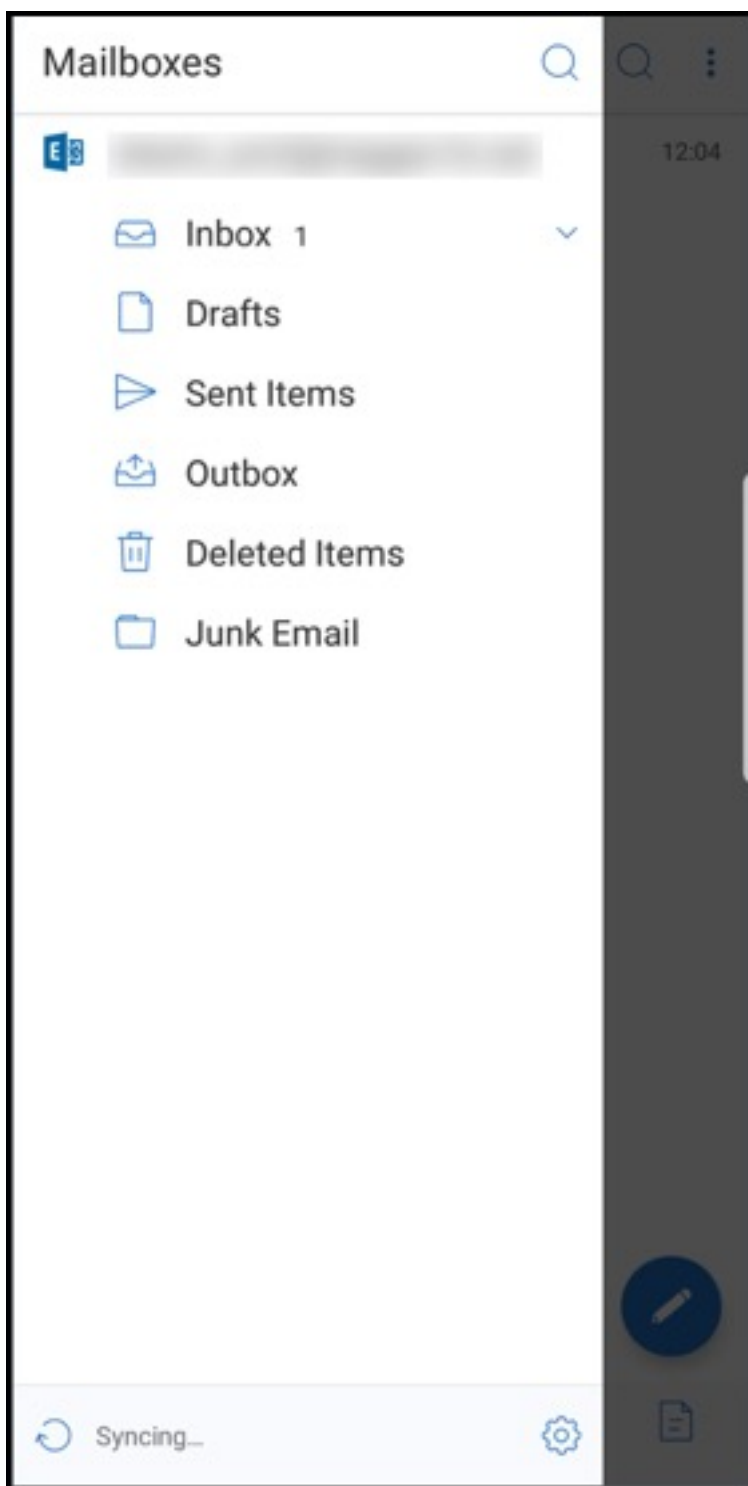 Mailboxes
12:04
E
Inbox 1
Drafts
Sent Items
Outbox
Deleted Items
Junk Email
Syncing...